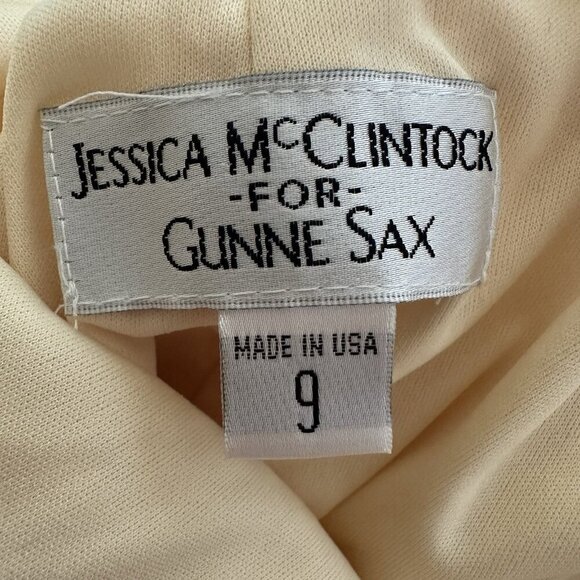 JESSICA McCLINTOCK
-FOR-
GUNNE SAX
MADE IN USA
9